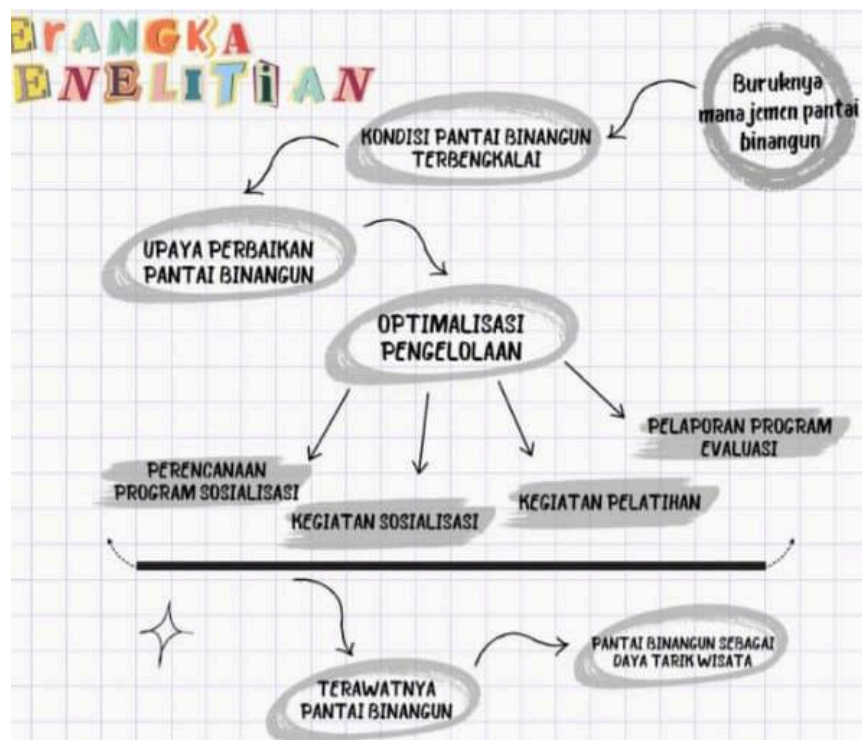 ErANGKA
ENELITiAN
Buruknya
manajemen pantai
binangun
KONDISI PANTAI BINANGUN
TERBENGKALAI
UPAYA PERBAIKAN
PANTAI BINANGUN
OPTIMALISASI
PENGELOLAAN
PELAPORAN PROGRAM
EVALUASI
PERENCANAAN
PROGRAM SOSIALISASI
KEGIATAN SOSIALISASI
KEGIATAN PELATIHAN
TERAWATNYA
PANTAI BINANGUN
PANTAI BINANGUN SEBAGAI
DAYA TARIK WISATA